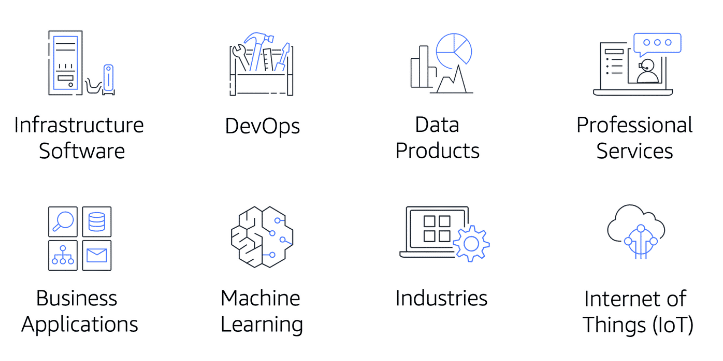 Infrastructure
Software
DevOps
Data
Products
Professional
Services
Business
Applications
Machine
Learning
Industries
Internet of
Things (IoT)